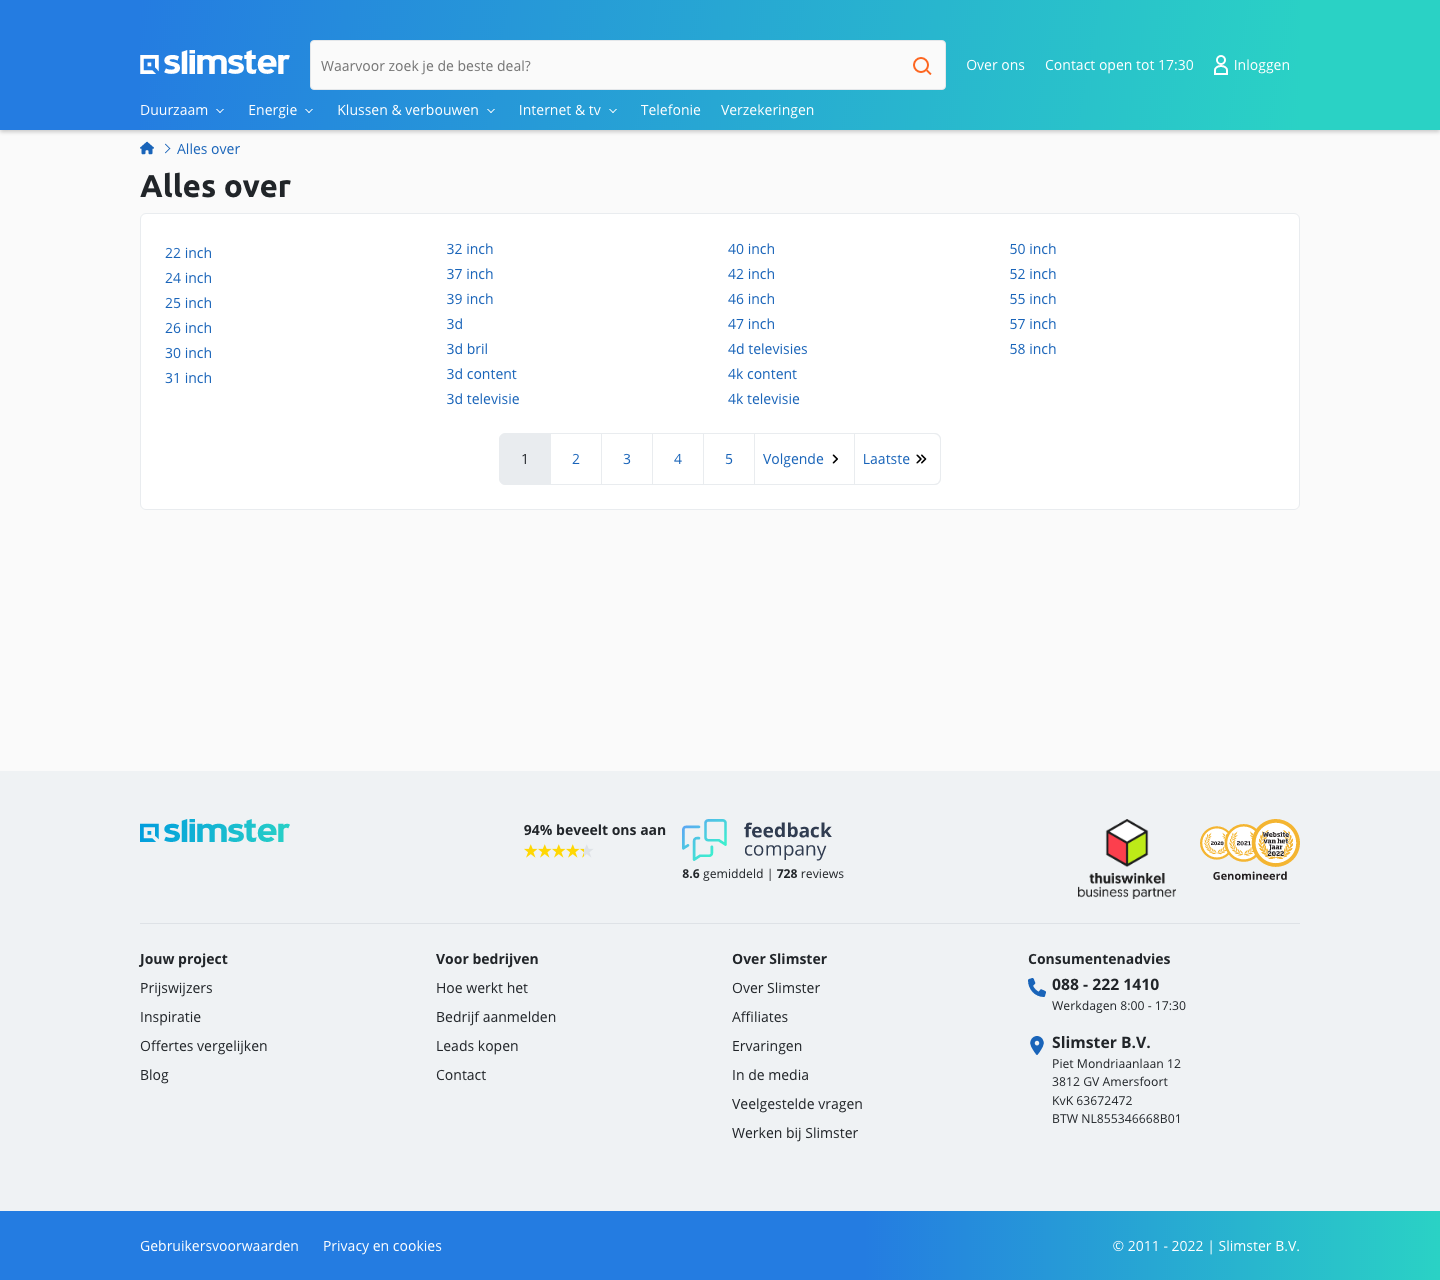 slimster
Waarvoor zoek je de beste deal?
Over ons
Contact open tot 17:30
Inloggen
Duurzaam
Energie
Klussen & verbouwen
Internet & tv
Telefonie
Verzekeringen
Alles over
Alles over
22 inch
24 inch
25 inch
26 inch
30 inch
31 inch
32 inch
37 inch
39 inch
3d
3d bril
3d content
3d televisie
40 inch
42 inch
46 inch
47 inch
4d televisies
4k content
4k televisie
50 inch
52 inch
55 inch
57 inch
58 inch
1 2 3 4 5 Volgende Laatste
slimster
94% beveelt ons aan
feedback
company
8.6 gemiddeld | 728 reviews
thuiswinkel
business partner
2020
2021
Website
Van het
Jaar
2022
Genomineerd
Jouw project
Prijswijzers
Inspiratie
Offertes vergelijken
Blog
Voor bedrijven
Hoe werkt het
Bedrijf aanmelden
Leads kopen
Contact
Over Slimster
Over Slimster
Affiliates
Ervaringen
In de media
Veelgestelde vragen
Werken bij Slimster
Consumentenadvies
088 - 222 1410
Werkdagen 8:00 - 17:30
Slimster B.V.
Piet Mondriaanlaan 12
3812 GV Amersfoort
KvK 63672472
BTW NL855346668B01
Gebruikersvoorwaarden
Privacy en cookies
© 2011 - 2022 | Slimster B.V.